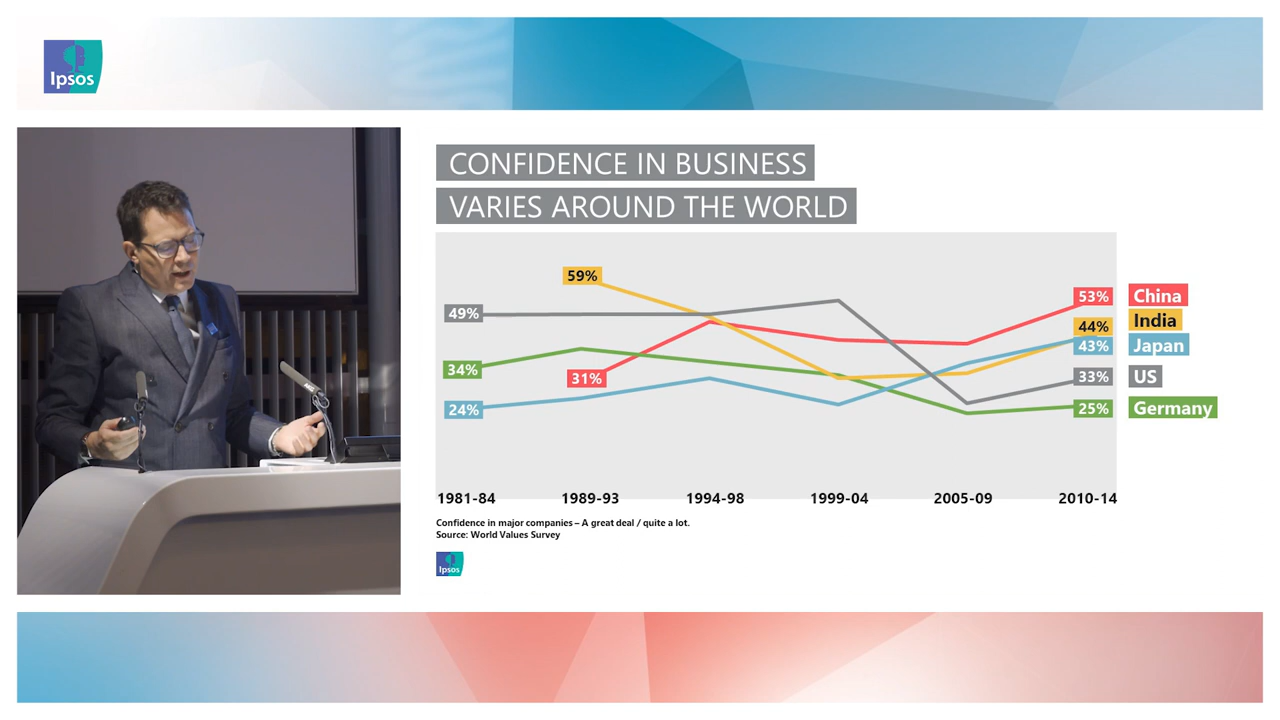 Ipsos
CONFIDENCE IN BUSINESS
VARIES AROUND THE WORLD
59%
49%
34%
31%
24%
53%
44%
43%
33%
25%
China
India
Japan
US
Germany
1981-84 1989-93 1994-98 1999-04 2005-09 2010-14
Confidence in major companies – A great deal / quite a lot.
Source: World Values Survey
Ipsos